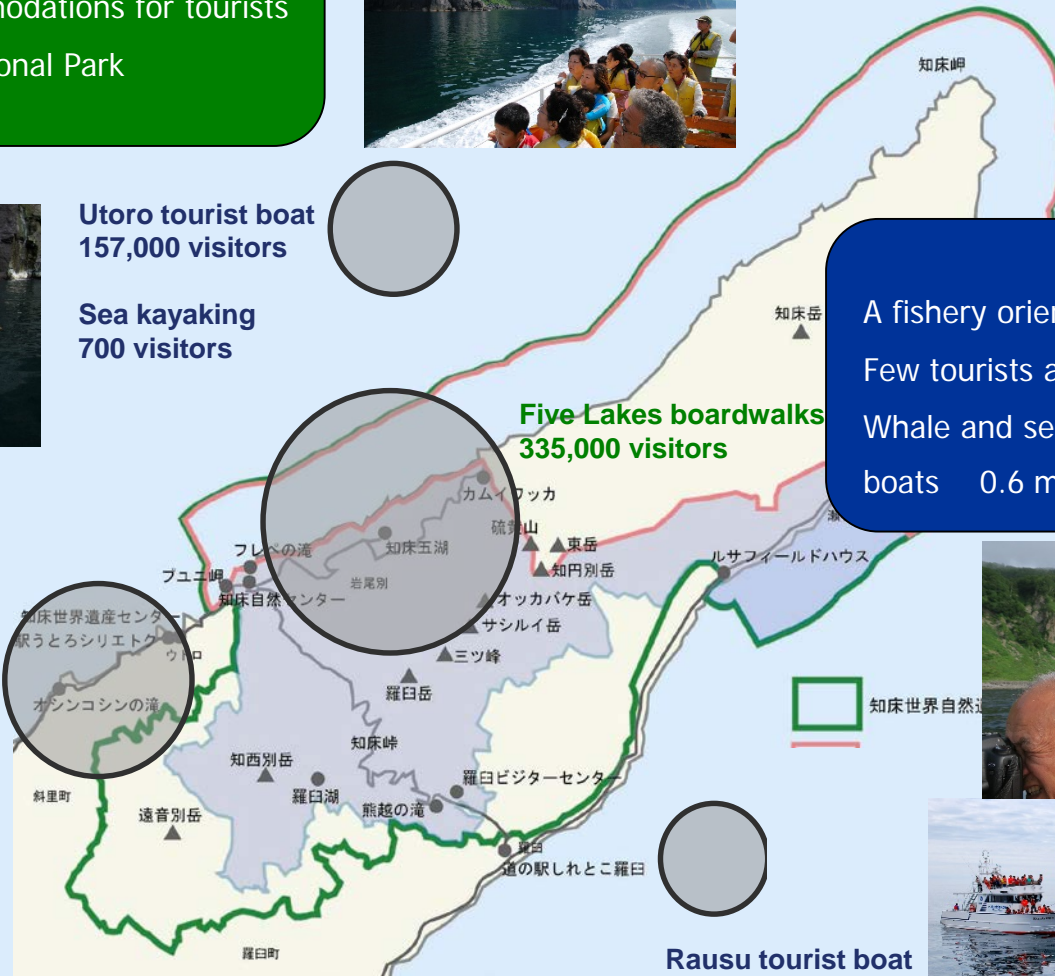 for tourists
Park
Utoro tourist boat
157,000 visitors
Sea kayaking
700 visitors
知床岬
知床岳
A fishery
Few tourists
Whale and
boats 0.6
Five Lakes boardwalks
335,000 visitors
カムイワッカ
硫黄山
東岳
知円別岳
知床五湖
岩尾別
フレペの滝
プユニ岬
知床自然センター
ルサフィールドハウス
オッカバケ岳
サシルイ岳
三ツ峰
羅臼岳
知床世界遺産センター
駅うとろシリエトク
ウトロ
オシンコシンの滝
知床世界自然
知床峠
知西別岳
羅臼湖
羅臼ビジターセンター
熊越の滝
斜里町
遠音別岳
羅臼
道の駅しれとこ羅臼
羅臼町
Rausu tourist boat